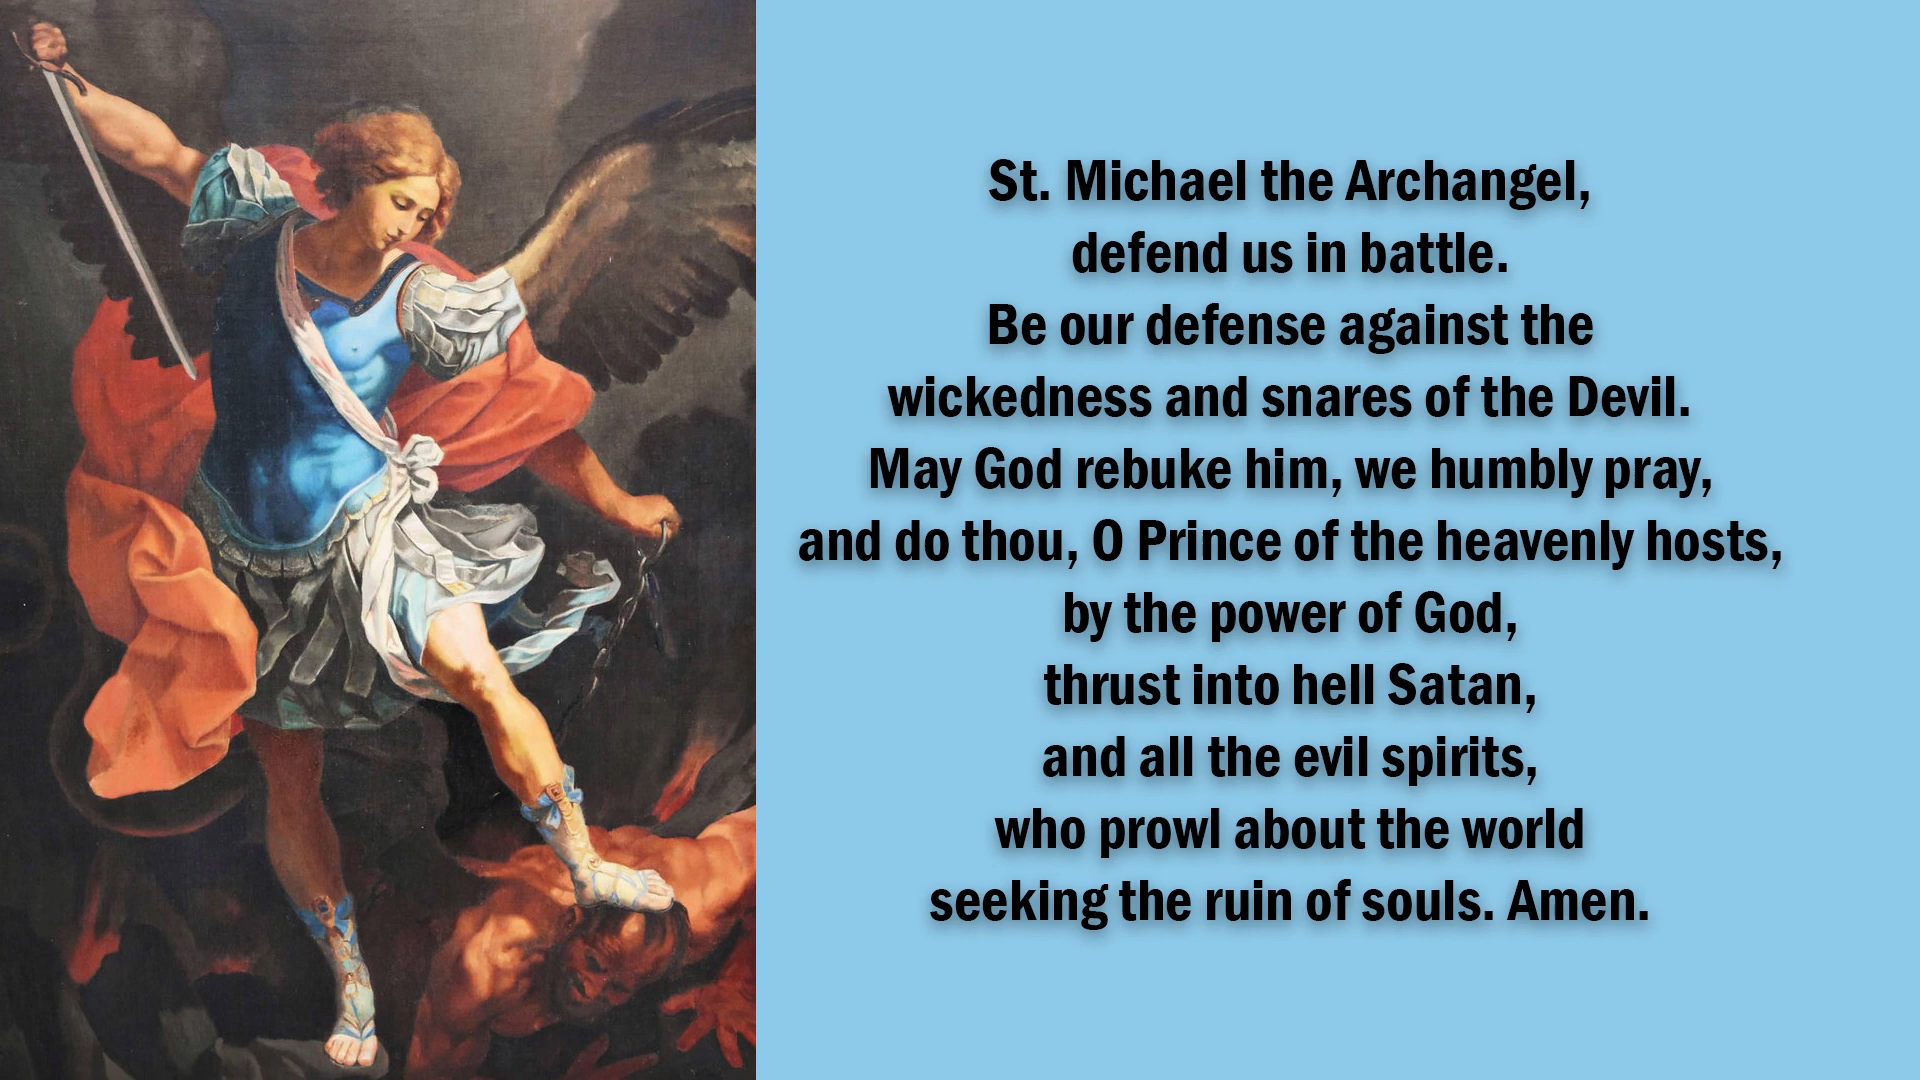 St. Michael the Archangel,
defend us in battle.
Be our defense against the
wickedness and snares of the Devil.
May God rebuke him, we humbly pray,
and do thou, O Prince of the heavenly hosts,
by the power of God,
thrust into hell Satan,
and all the evil spirits,
who prowl about the world
seeking the ruin of souls. Amen.